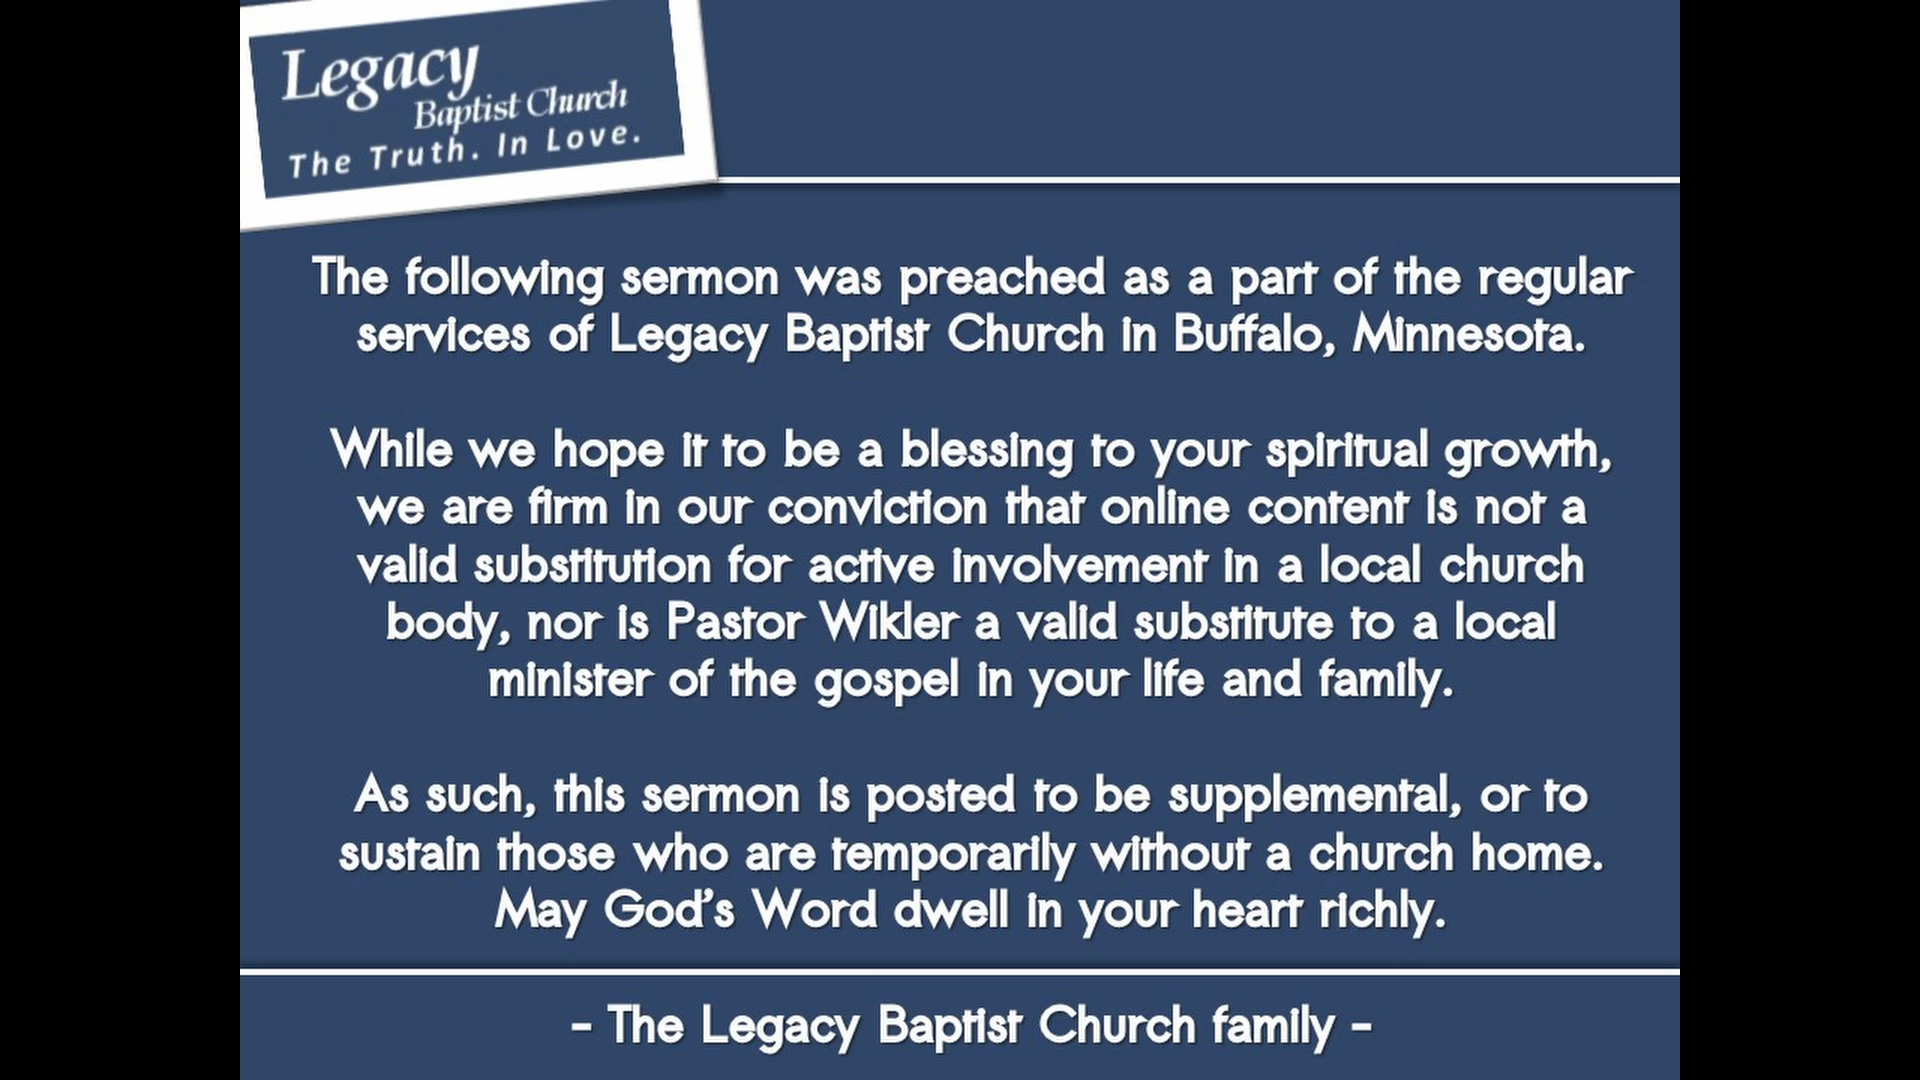 Legacy
Baptist Church
The Truth. In Love.
The following sermon was preached as a part of the regular
services of Legacy Baptist Church in Buffalo, Minnesota.
While we hope it to be a blessing to your spiritual growth,
we are firm in our conviction that online content is not a
valid substitution for active involvement in a local church
body, nor is Pastor Wikler a valid substitute to a local
minister of the gospel in your life and family.
As such, this sermon is posted to be supplemental, or to
sustain those who are temporarily without a church home.
May God’s Word dwell in your heart richly.
- The Legacy Baptist Church family -